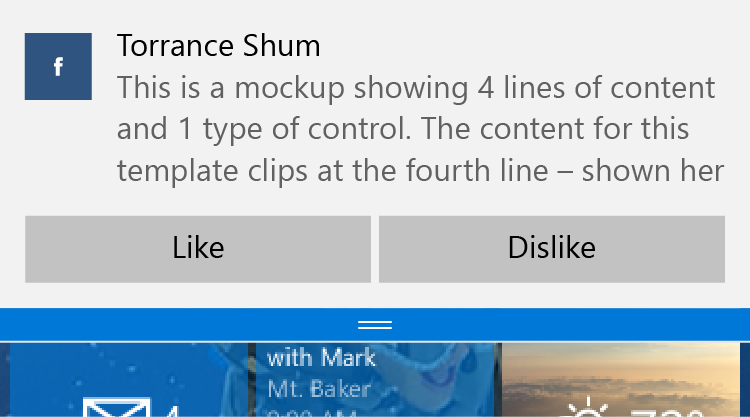 f
Torrance Shum
This is a mockup showing 4 lines of content
and 1 type of control. The content for this
template clips at the fourth line – shown her
Like
Dislike
with Mark
Mt. Baker